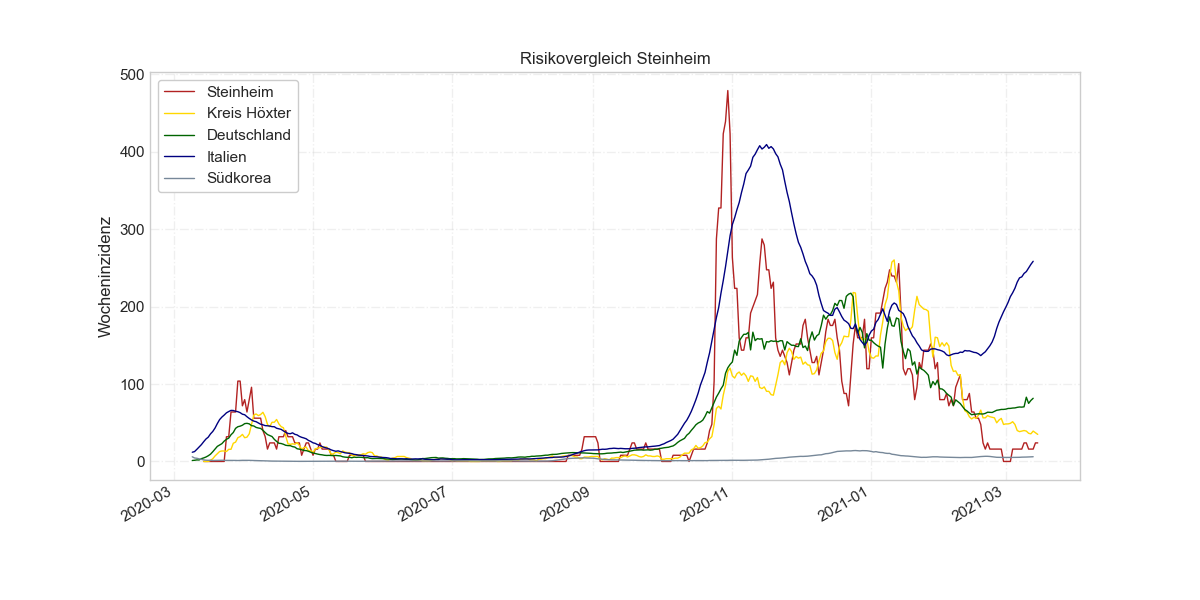 Risikovergleich Steinheim
Wocheninzidenz
500
400
300
200
100
0
Steinheim
Kreis Höxter
Deutschland
Italien
Südkorea
2020-03
2020-05
2020-07
2020-09
2020-11
2021-01
2021-03